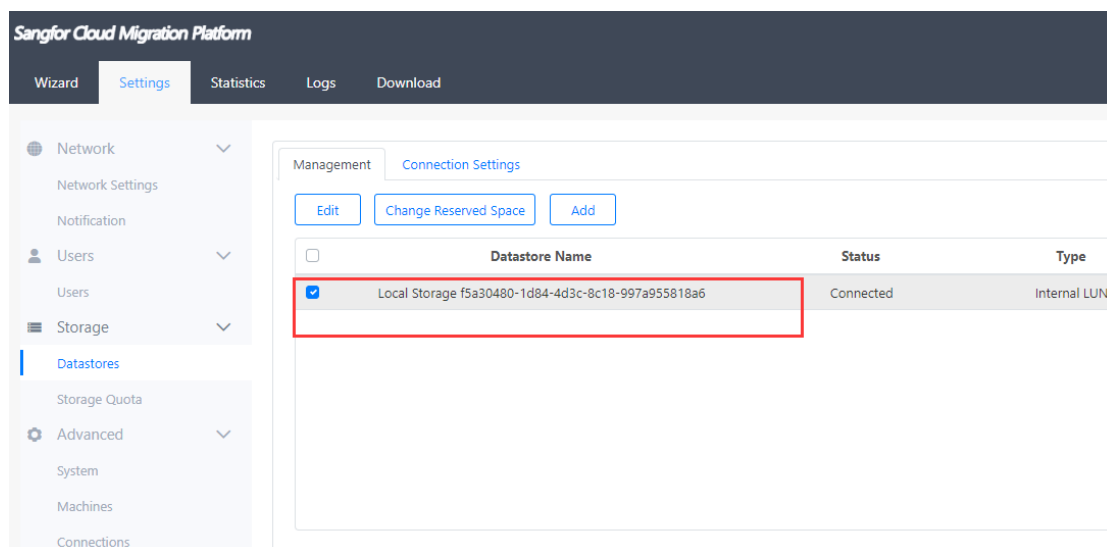 Sangfor Cloud Migration Platform
Wizard Settings Statistics Logs Download
Network
Network Settings
Notification
Users
Users
Storage
Datastores
Storage Quota
Advanced
System
Machines
Connections
Management Connection Settings
Edit Change Reserved Space Add
Datastore Name Status Type
Local Storage f5a30480-1d84-4d3c-8c18-997a955818a6 Connected Internal LUN